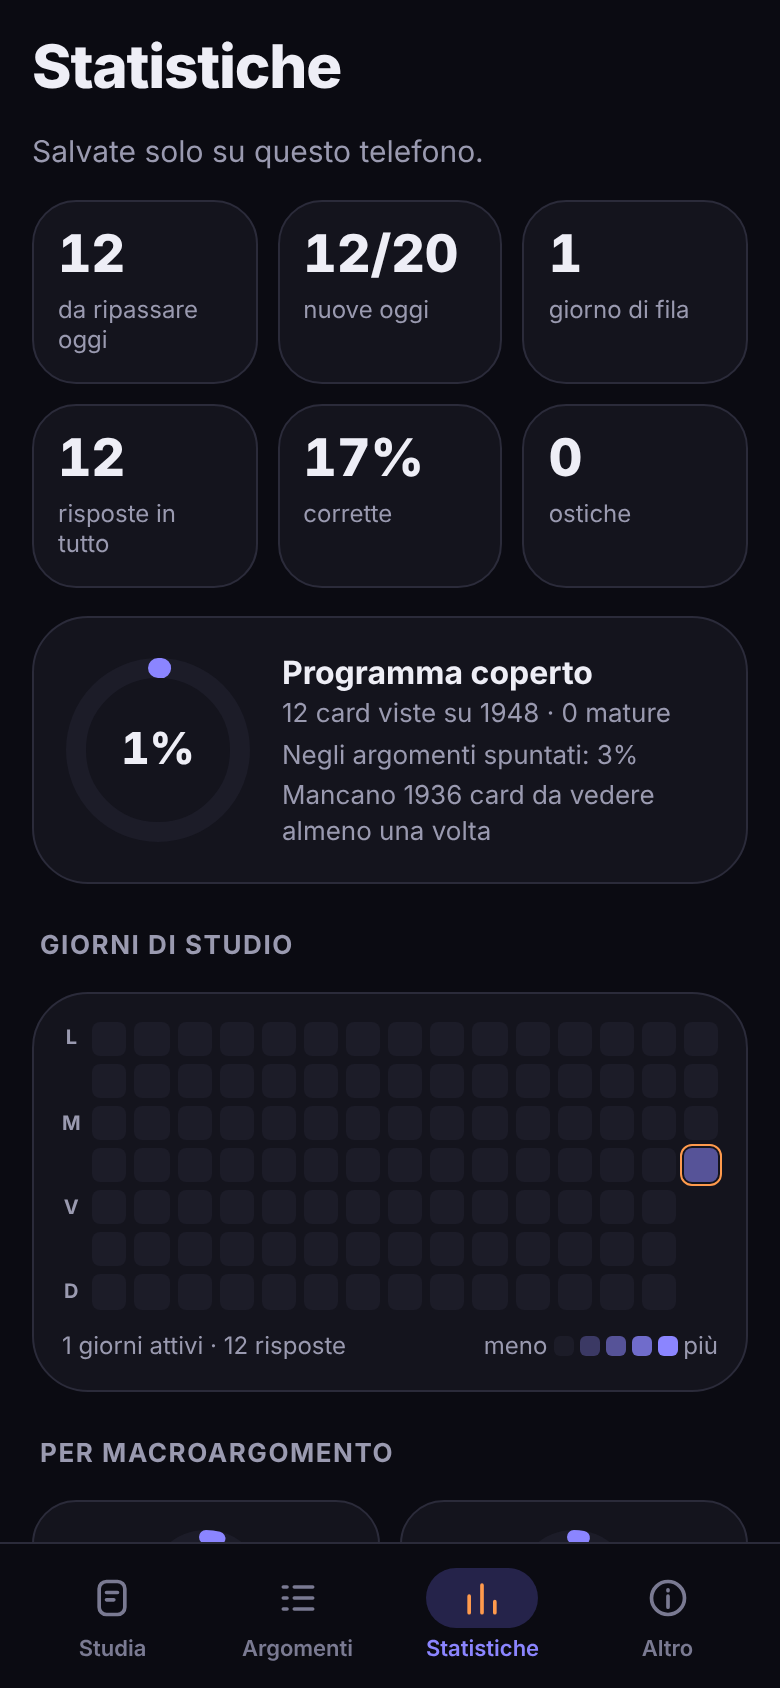 Statistiche
Salvate solo su questo telefono.
12
da ripassare
oggi
12/20
nuove oggi
1
giorno di fila
12
risposte in
tutto
17%
corrette
0
ostiche
1%
Programma coperto
12 card viste su 1948 · 0 mature
Negli argomenti spuntati: 3%
Mancano 1936 card da vedere
almeno una volta
GIORNI DI STUDIO
L
M
V
D
1 giorni attivi · 12 risposte
meno
più
PER MACROARGOMENTO
Studia
Argomenti
Statistiche
Altro